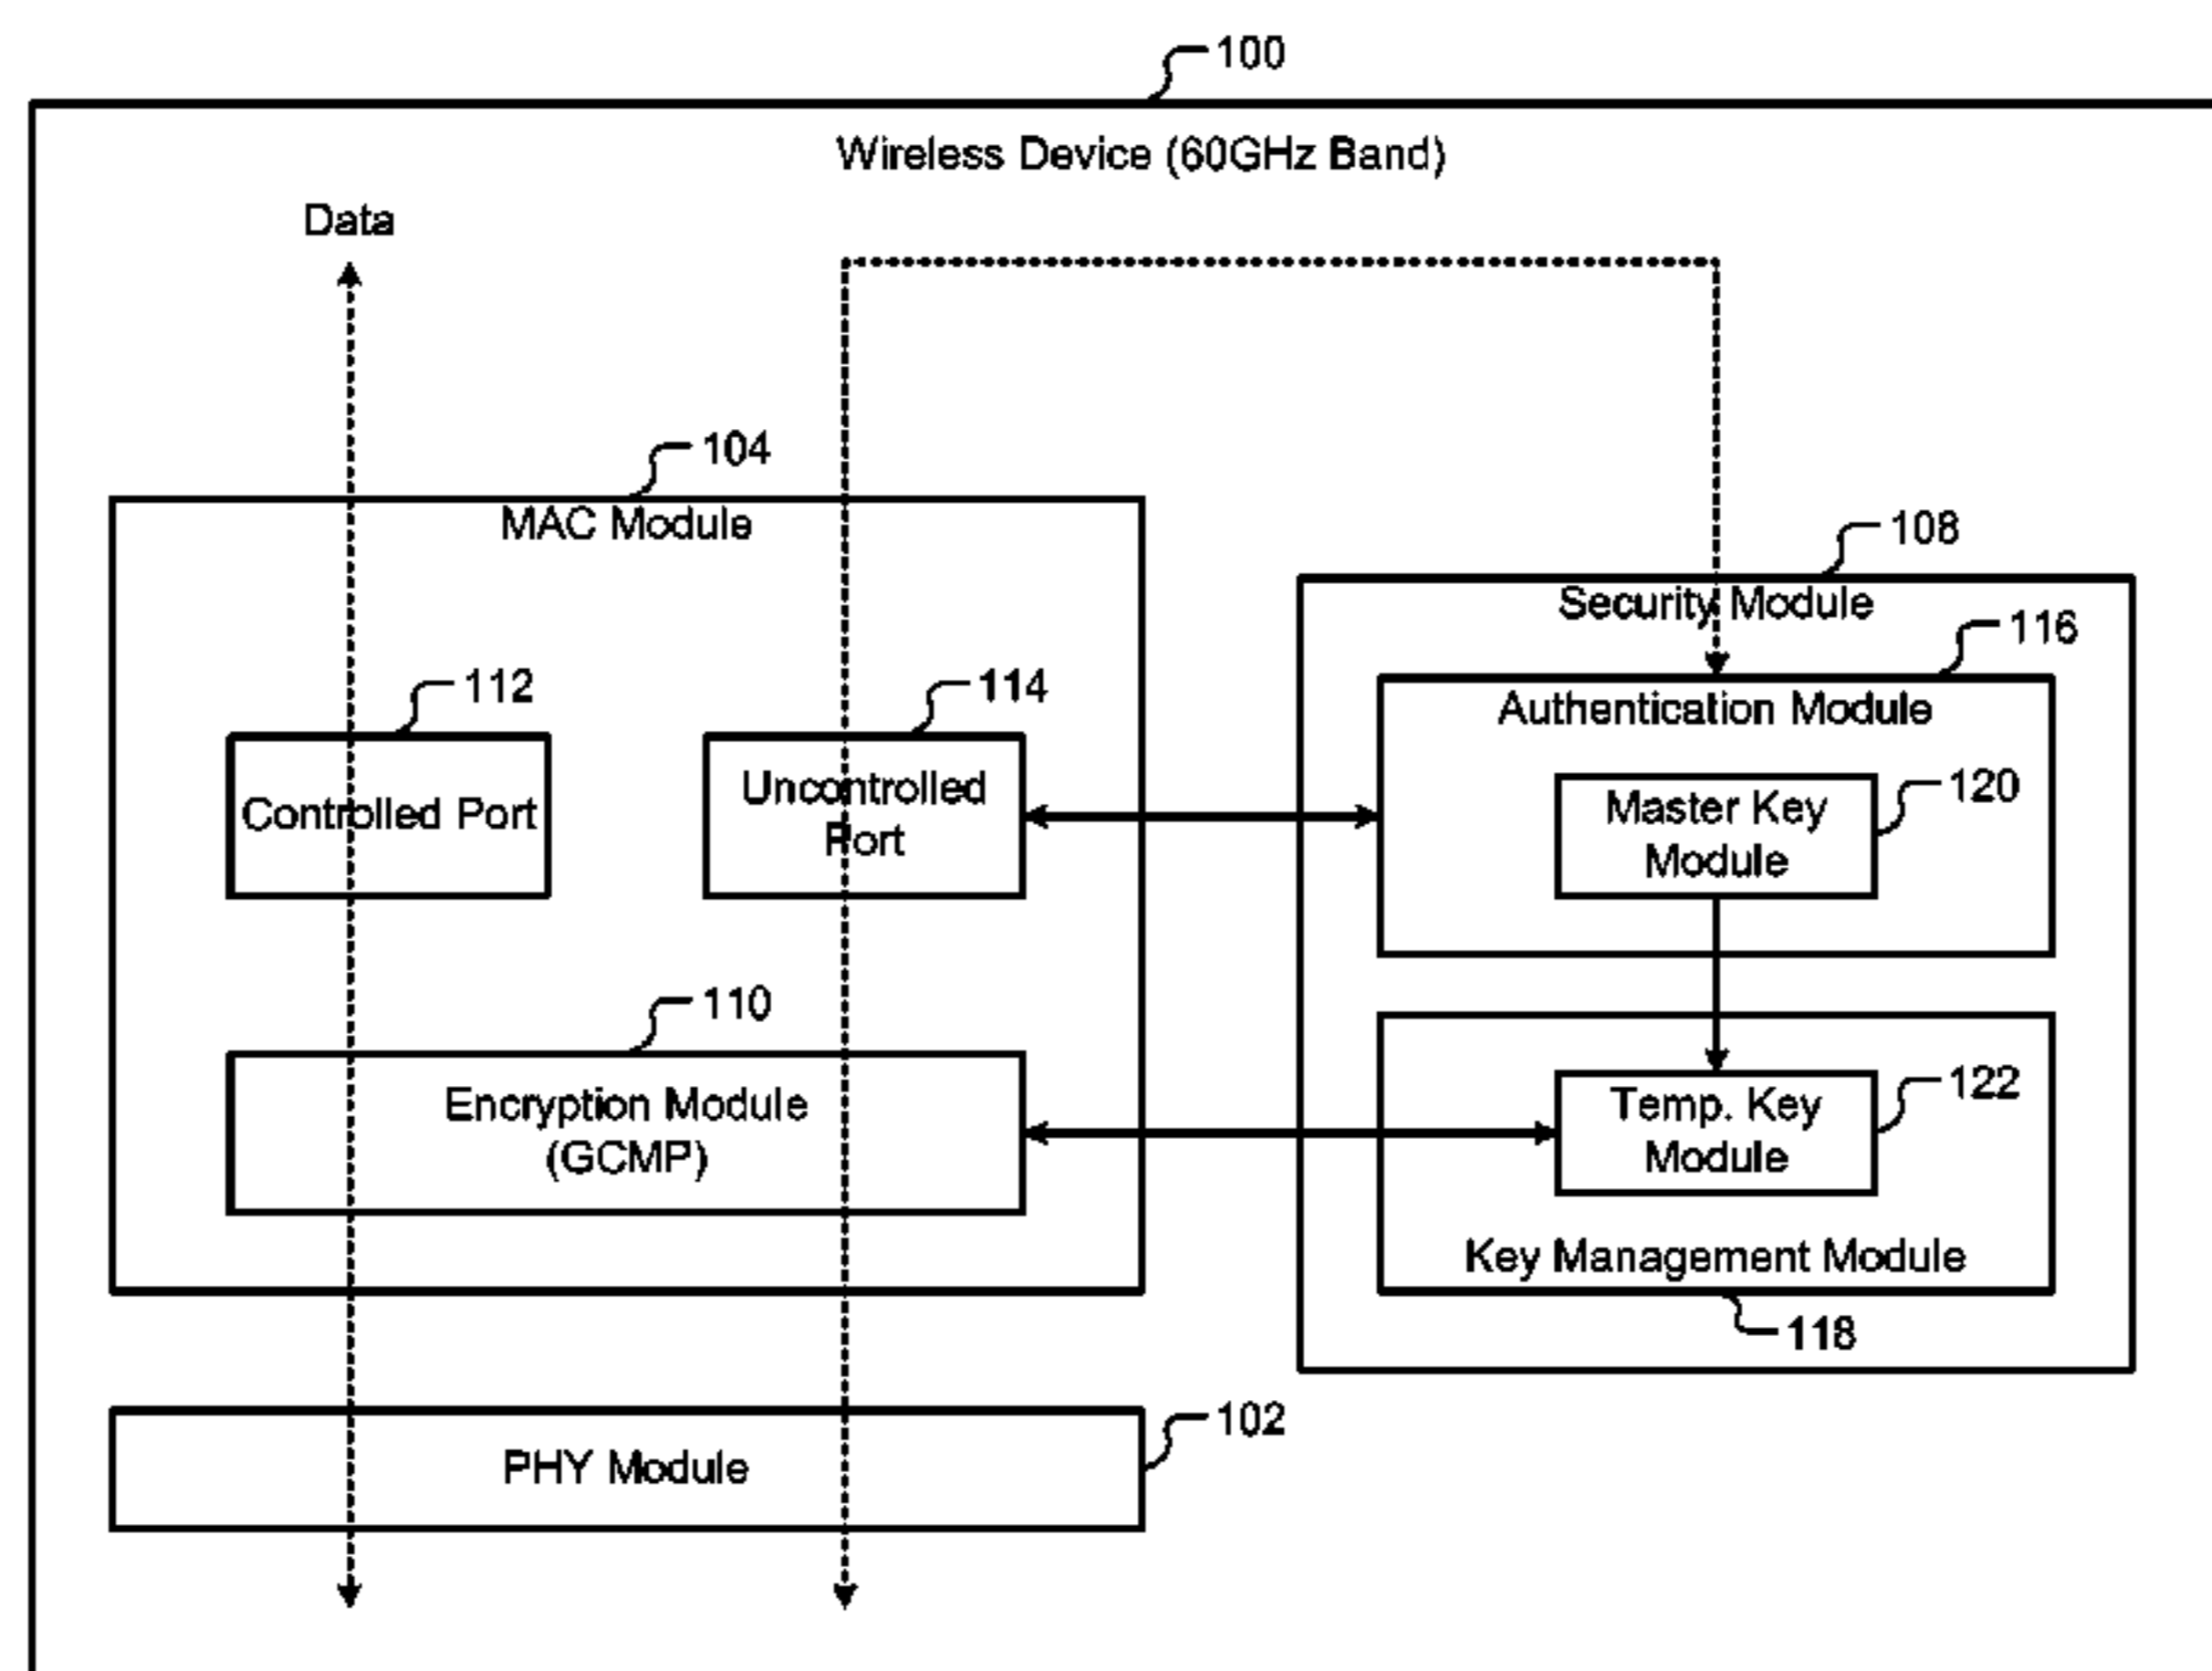 100
Wireless Device (60GHz Band)
Data
104
MAC Module
108
Security Module
116
112
114
Authentication Module
Controlled Port
Uncontrolled
Port
120
Master Key
Module
110
Encryption Module
(GCMP)
122
Temp. Key
Module
Key Management Module
118
102
PHY Module